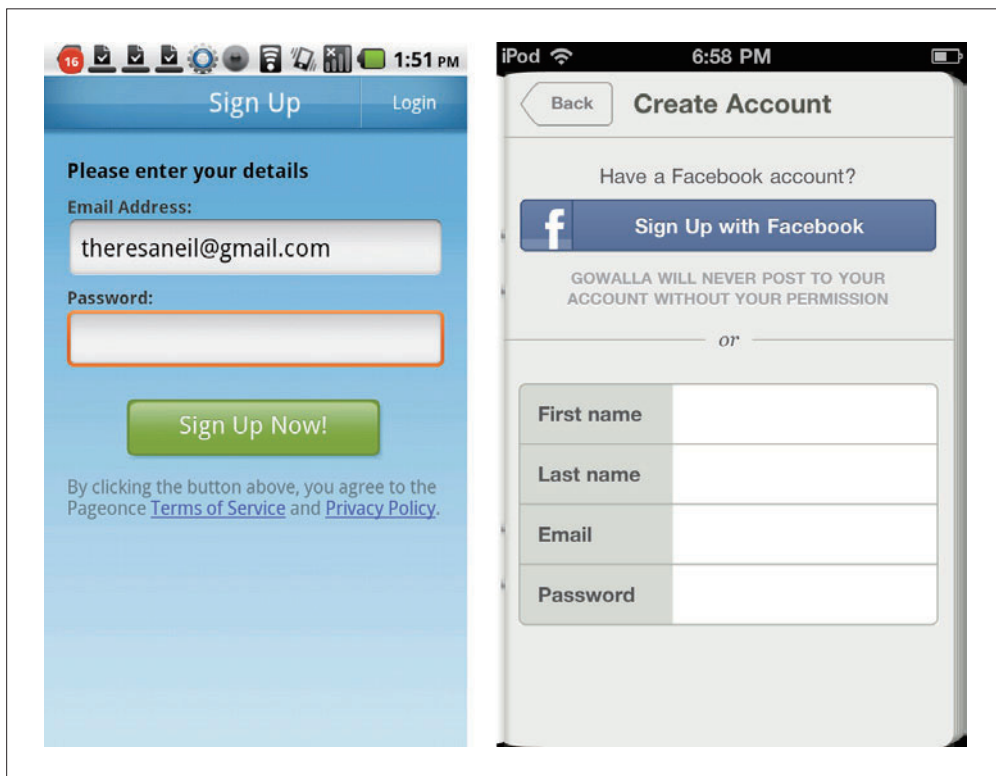 16
1:51 PM
Sign Up
Login
Please enter your details
Email Address:
theresaneil@gmail.com
Password:
Sign Up Now!
By clicking the button above, you agree to the
Pageonce Terms of Service and Privacy Policy.
iPod
6:58 PM
Back
Create Account
Have a Facebook account?
f
Sign Up with Facebook
GOWALLA WILL NEVER POST TO YOUR
ACCOUNT WITHOUT YOUR PERMISSION
or
First name
Last name
Email
Password